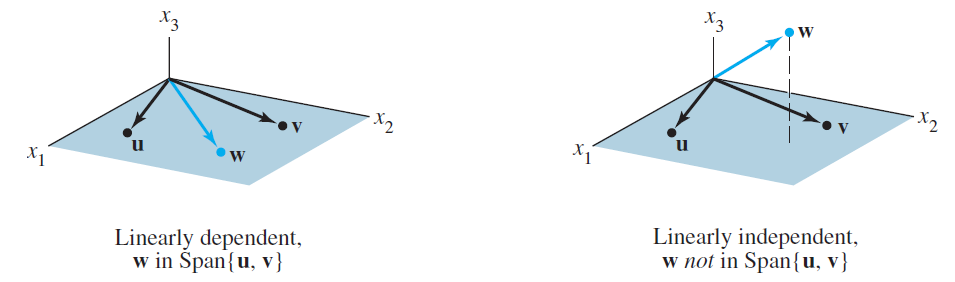 x₃
x₁
x₂
u
v
w
Linearly dependent,
w in Span{u, v}
x₃
x₁
x₂
u
v
w
Linearly independent,
w not in Span{u, v}